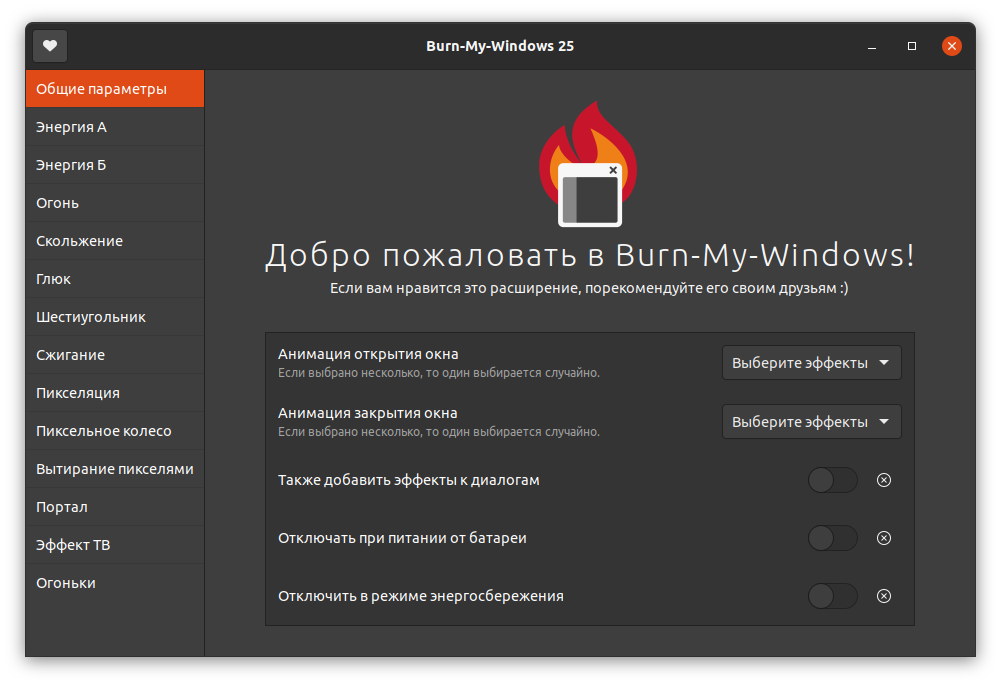 Burn-My-Windows 25
Общие параметры
Энергия А
Энергия Б
Огонь
Скольжение
Глюк
Шестиугольник
Сжигание
Пикселяция
Пиксельное колесо
Вытирание пикселями
Портал
Эффект ТВ
Огоньки
Добро пожаловать в Burn-My-Windows!
Если вам нравится это расширение, порекомендуйте его своим друзьям :)
Анимация открытия окна
Если выбрано несколько, то один выбирается случайно.
Выберите эффекты
Анимация закрытия окна
Если выбрано несколько, то один выбирается случайно.
Выберите эффекты
Также добавить эффекты к диалогам
Отключать при питании от батареи
Отключить в режиме энергосбережения